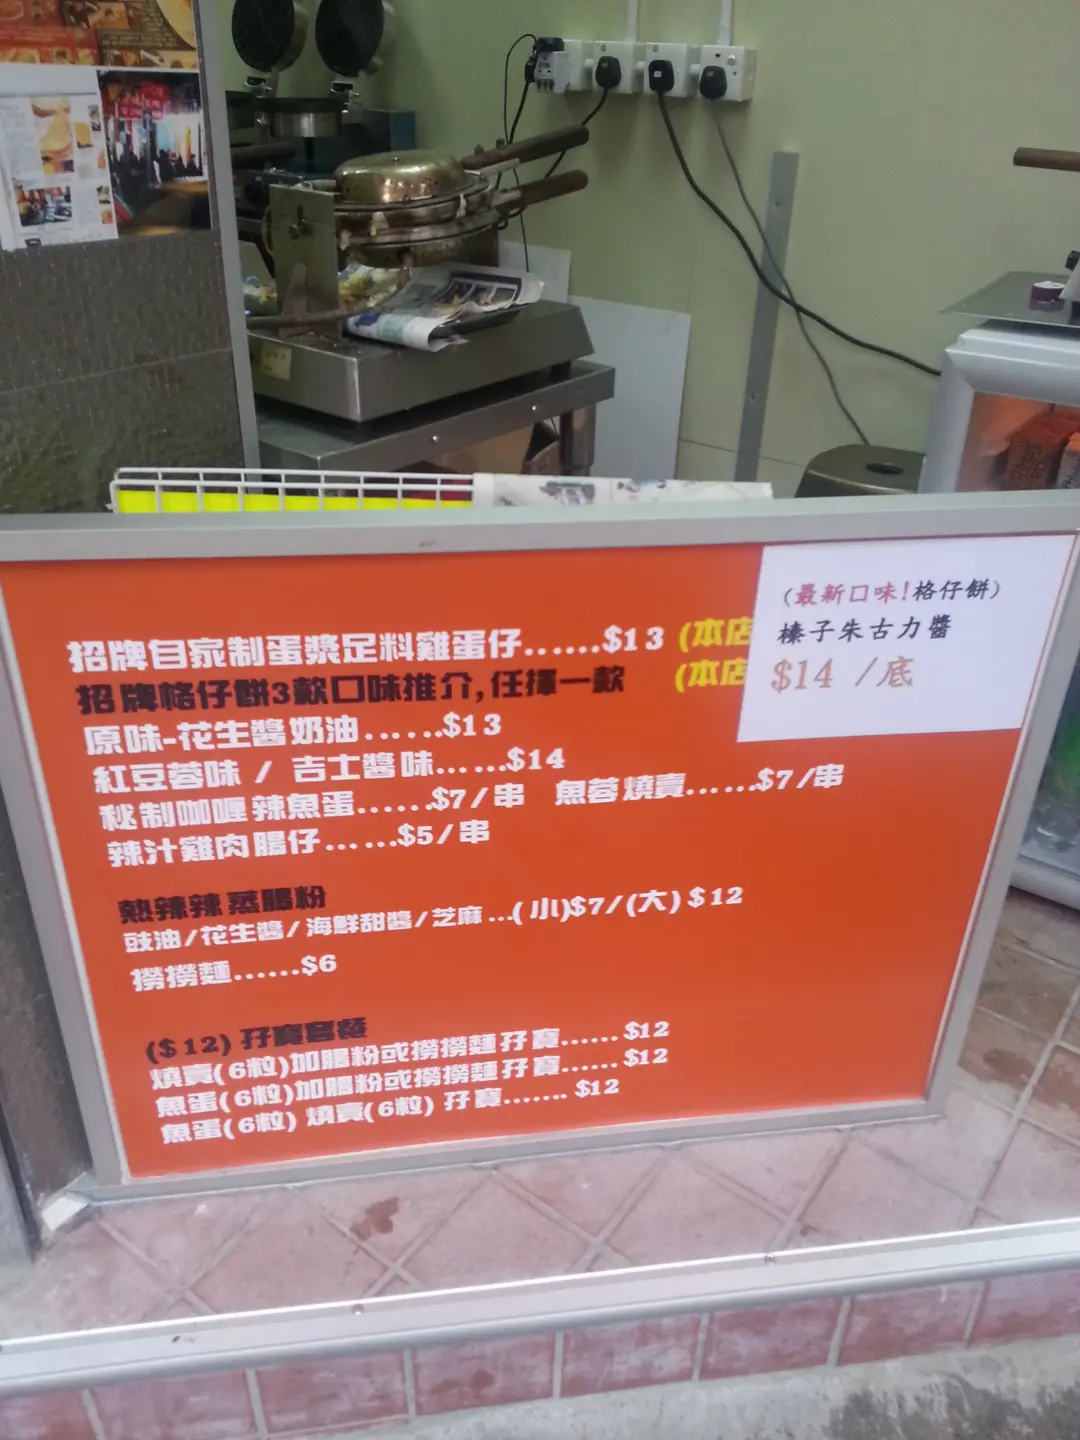 招牌自家制蛋漿足料雞蛋仔......$13 (本店
招牌格仔餅3款口味推介,任擇一款 (本店
原味-花生醬奶油......$13
紅豆蓉味 / 吉士醬味......$14
秘制咖喱辣魚蛋......$7/串 魚蓉燒賣......$7/串
辣汁雞肉腸仔......$5/串
熱辣辣蒸腸粉
豉油/花生醬/海鮮甜醬/芝麻...(小)$7/(大)$12
撈撈麵......$6
($12) 孖寶套餐
燒賣(6粒)加腸粉或撈撈麵孖寶......$12
魚蛋(6粒)加腸粉或撈撈麵孖寶......$12
魚蛋(6粒) 燒賣(6粒) 孖寶....... $12
(最新口味!格仔餅)
榛子朱古力醬
$14 /底